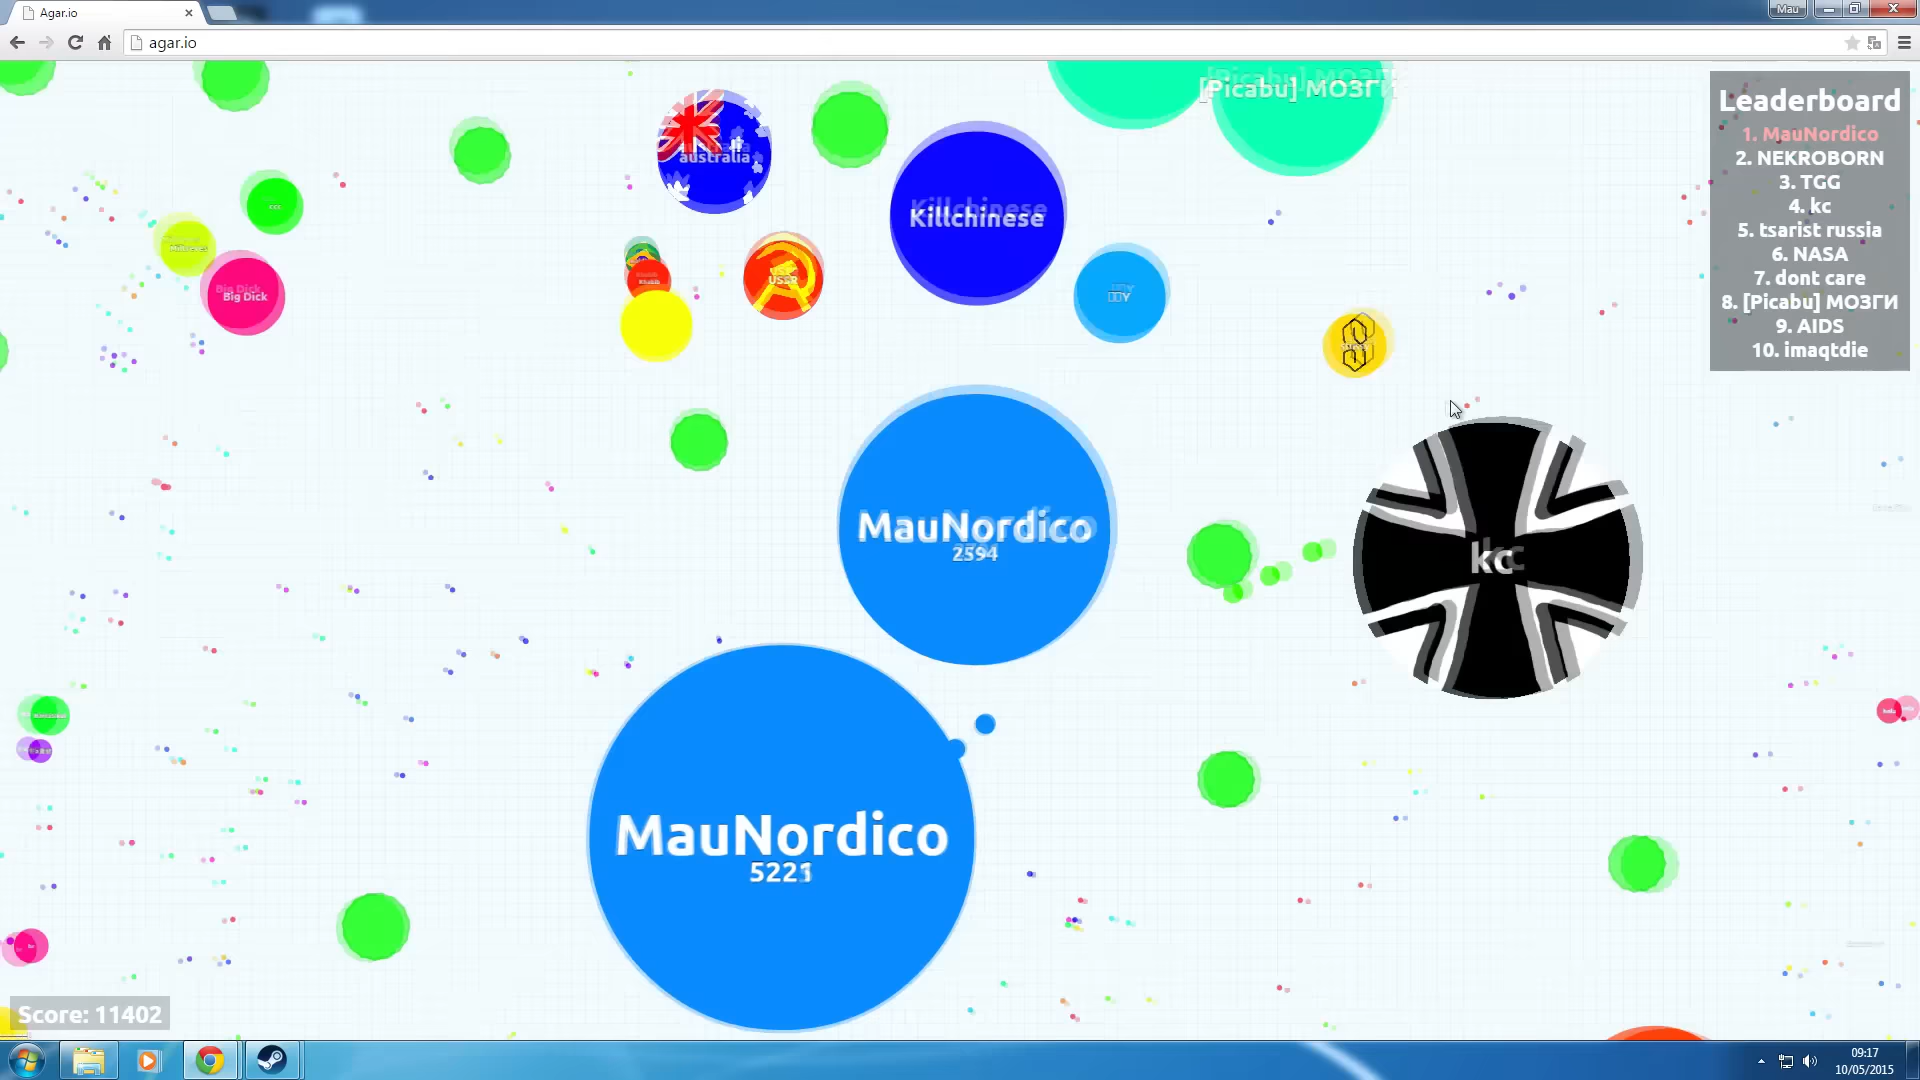 Agar.io
Mau
agar.io
[Picabu] МОЗГИ
Leaderboard
1. MauNordico
2. NEKROBORN
3. TGG
4. kc
5. tsarist russia
6. NASA
7. dont care
8. [Picabu] МОЗГИ
9. AIDS
10. imaqtdie
australia
Killchinese
USSR
Big Dick
MauNordico
2594
kc
MauNordico
5221
Score: 11402
09:17
10/05/2015